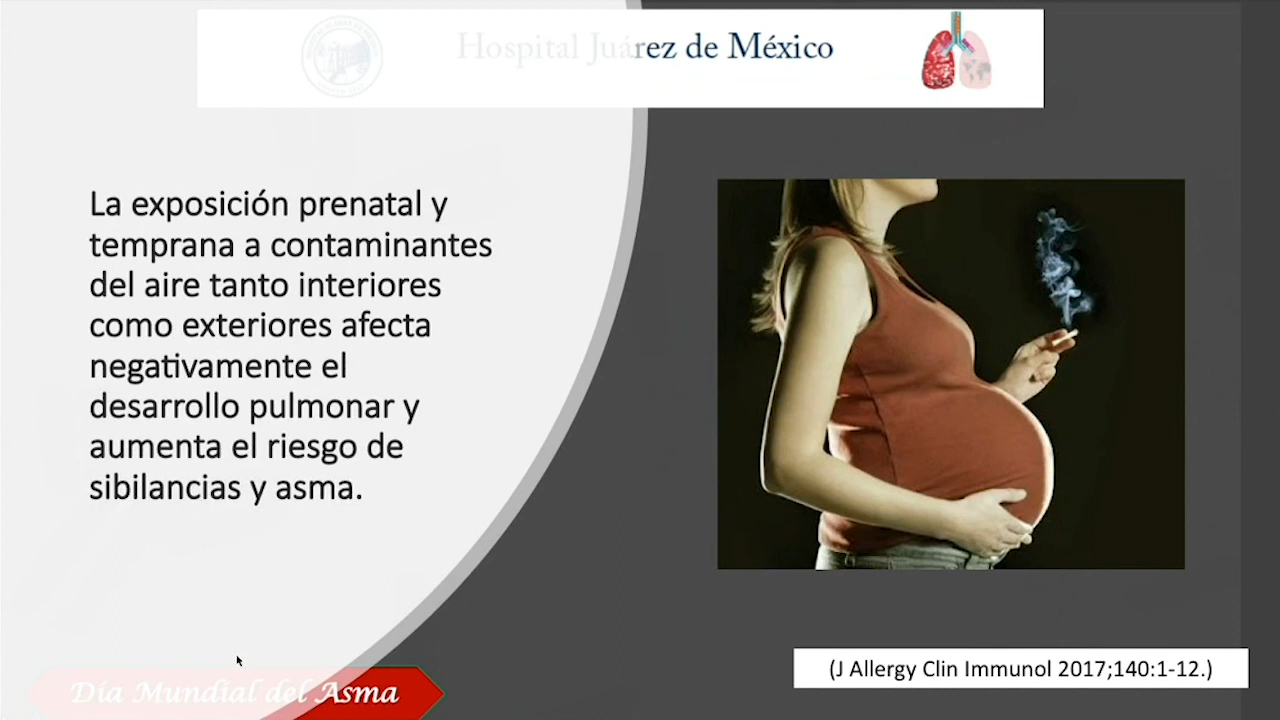 Hospital Juárez de México
La exposición prenatal y
temprana a contaminantes
del aire tanto interiores
como exteriores afecta
negativamente el
desarrollo pulmonar y
aumenta el riesgo de
sibilancias y asma.
(J Allergy Clin Immunol 2017;140:1-12.)
Día Mundial del Asma